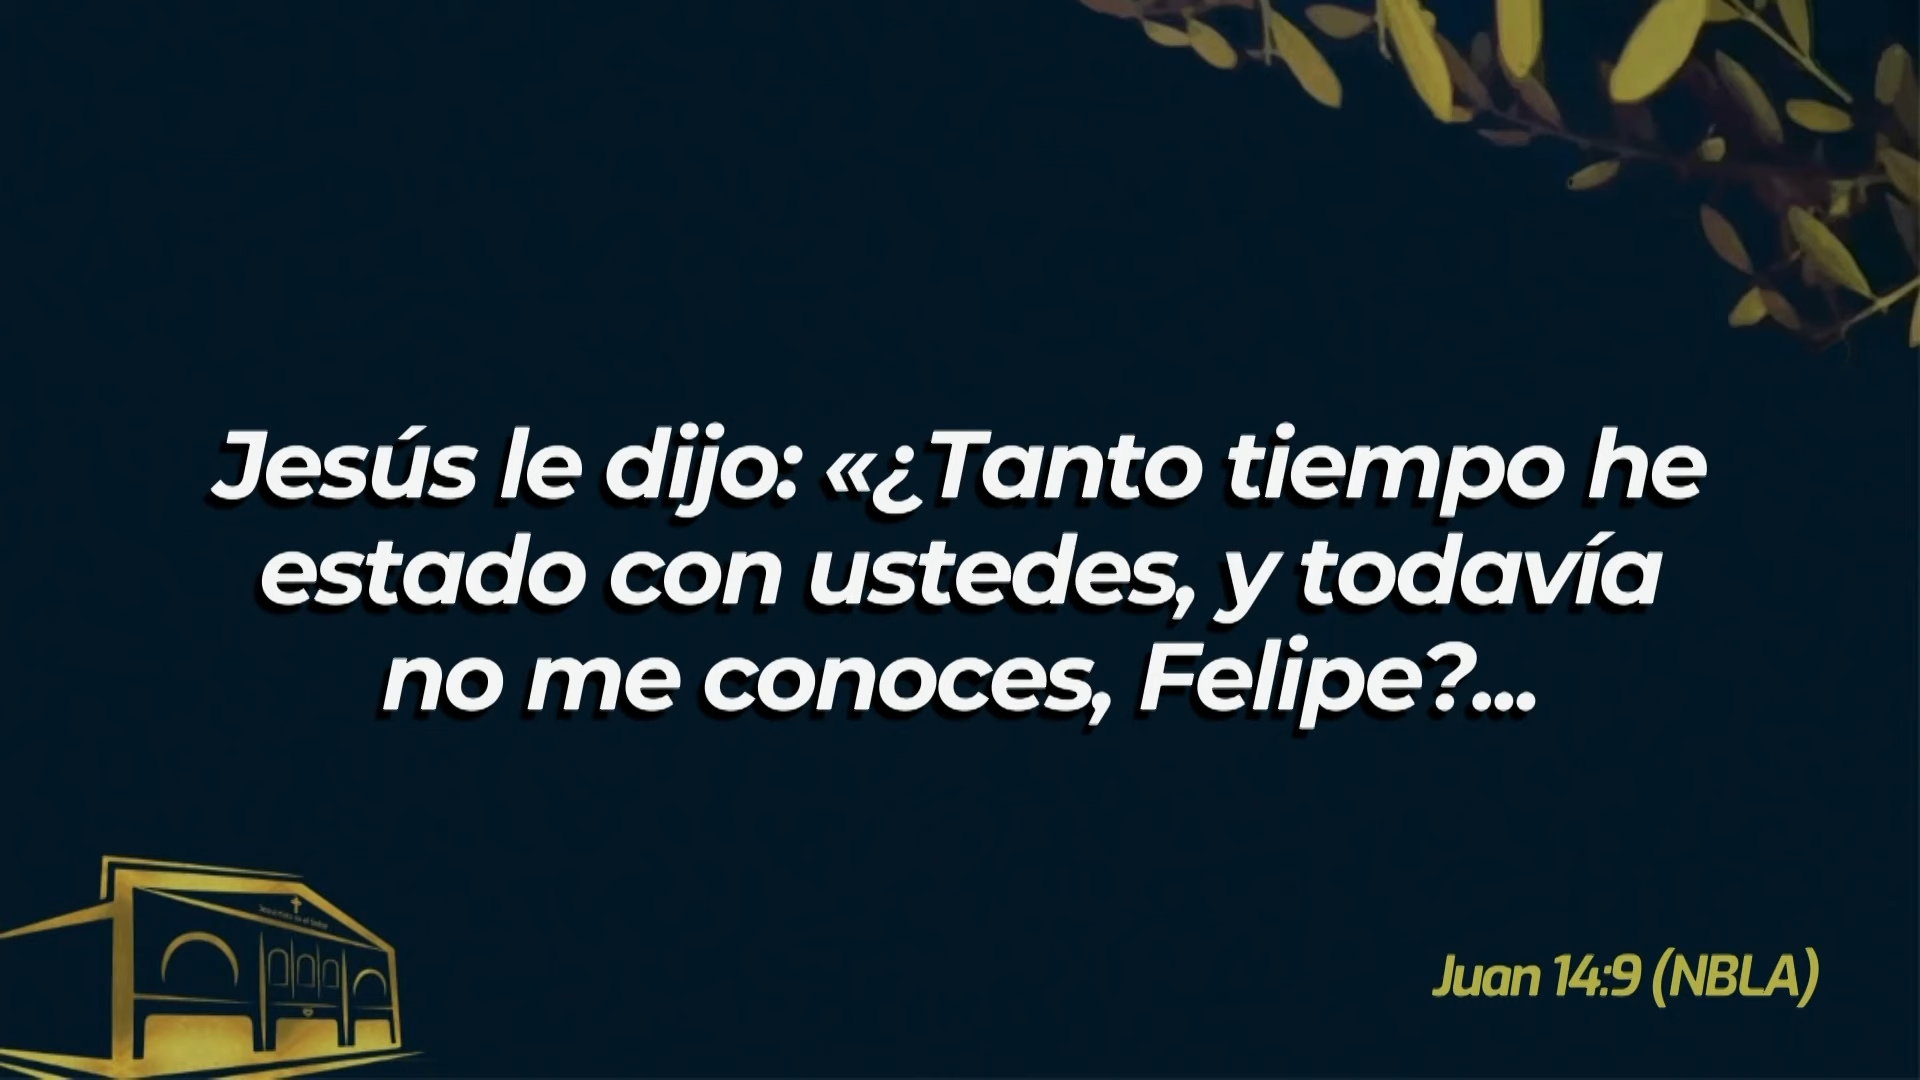 Jesús le dijo: «¿Tanto tiempo he
estado con ustedes, y todavía
no me conoces, Felipe?...
Juan 14:9 (NBLA)